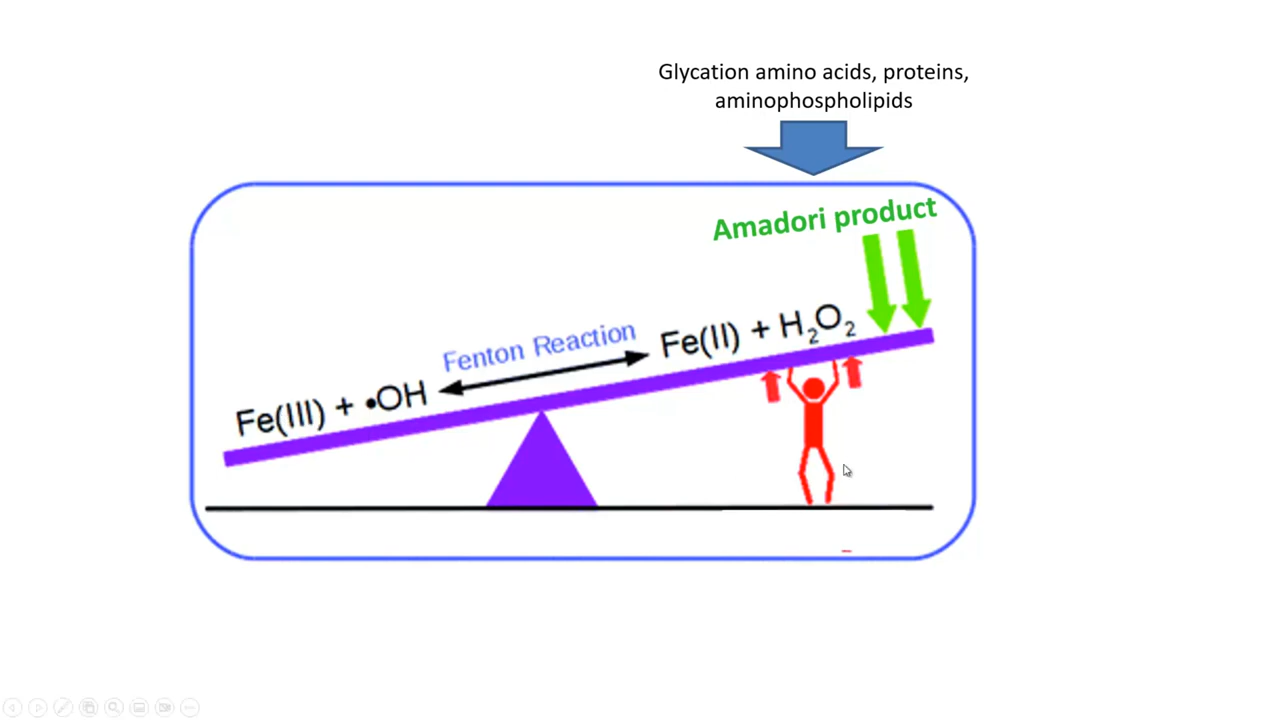 Glycation amino acids, proteins,
aminophospholipids
Amadori product
Fe(III) + •OH
Fenton Reaction
Fe(II) + H₂O₂